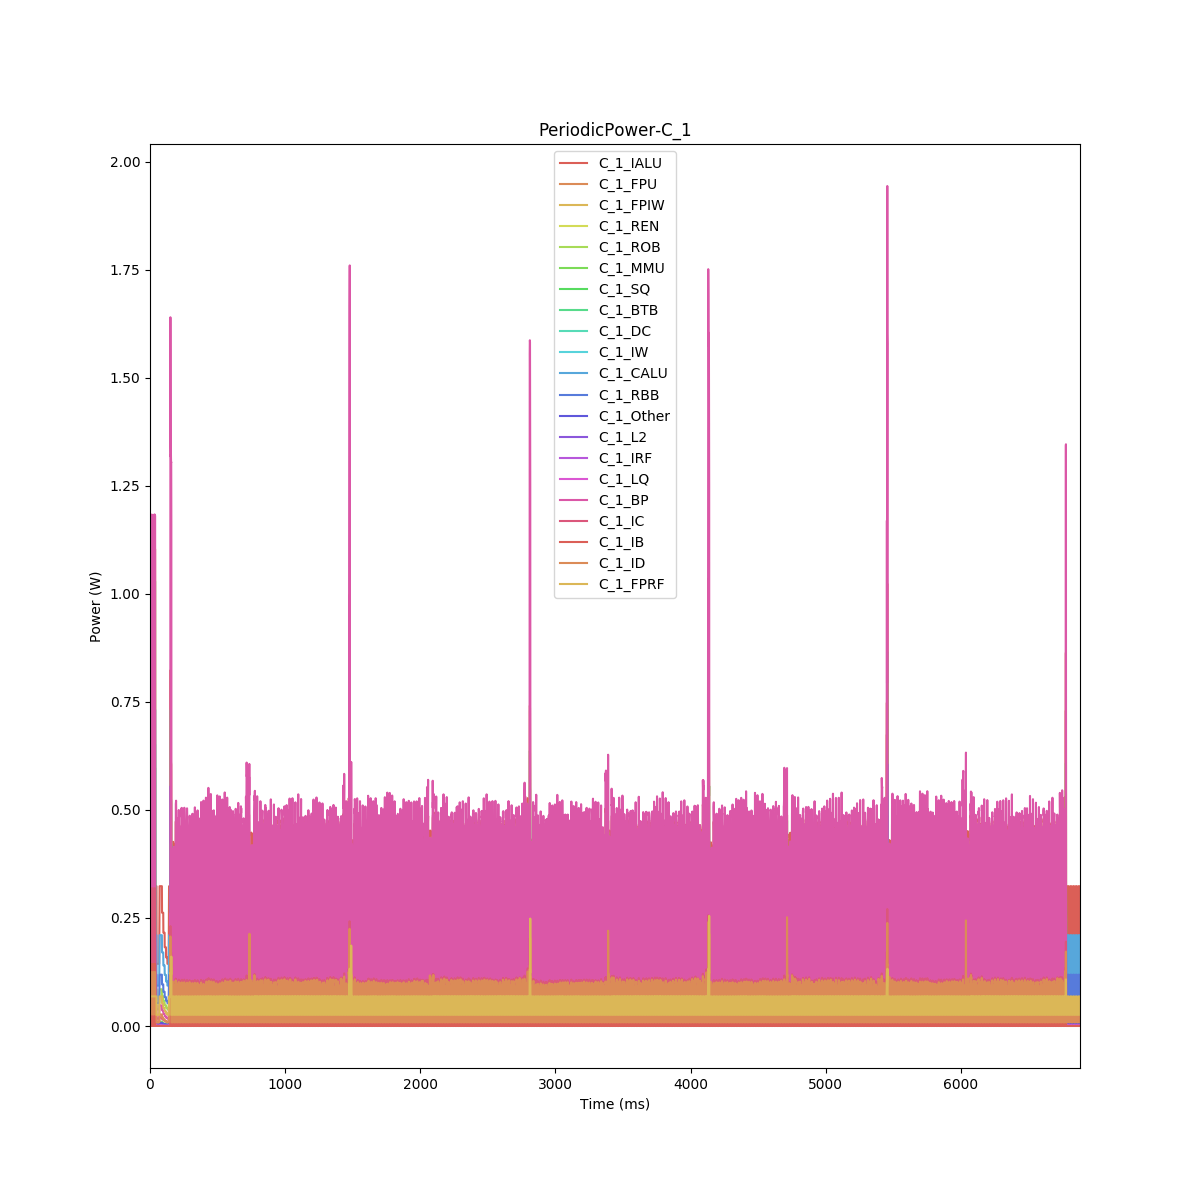 PeriodicPower-C_1
2.00
1.75
1.50
1.25
1.00
0.75
0.50
0.25
0.00
Power (W)
C_1_IALU
C_1_FPU
C_1_FPIW
C_1_REN
C_1_ROB
C_1_MMU
C_1_SQ
C_1_BTB
C_1_DC
C_1_IW
C_1_CALU
C_1_RBB
C_1_Other
C_1_L2
C_1_IRF
C_1_LQ
C_1_BP
C_1_IC
C_1_IB
C_1_ID
C_1_FPRF
0 1000 2000 3000 4000 5000 6000
Time (ms)